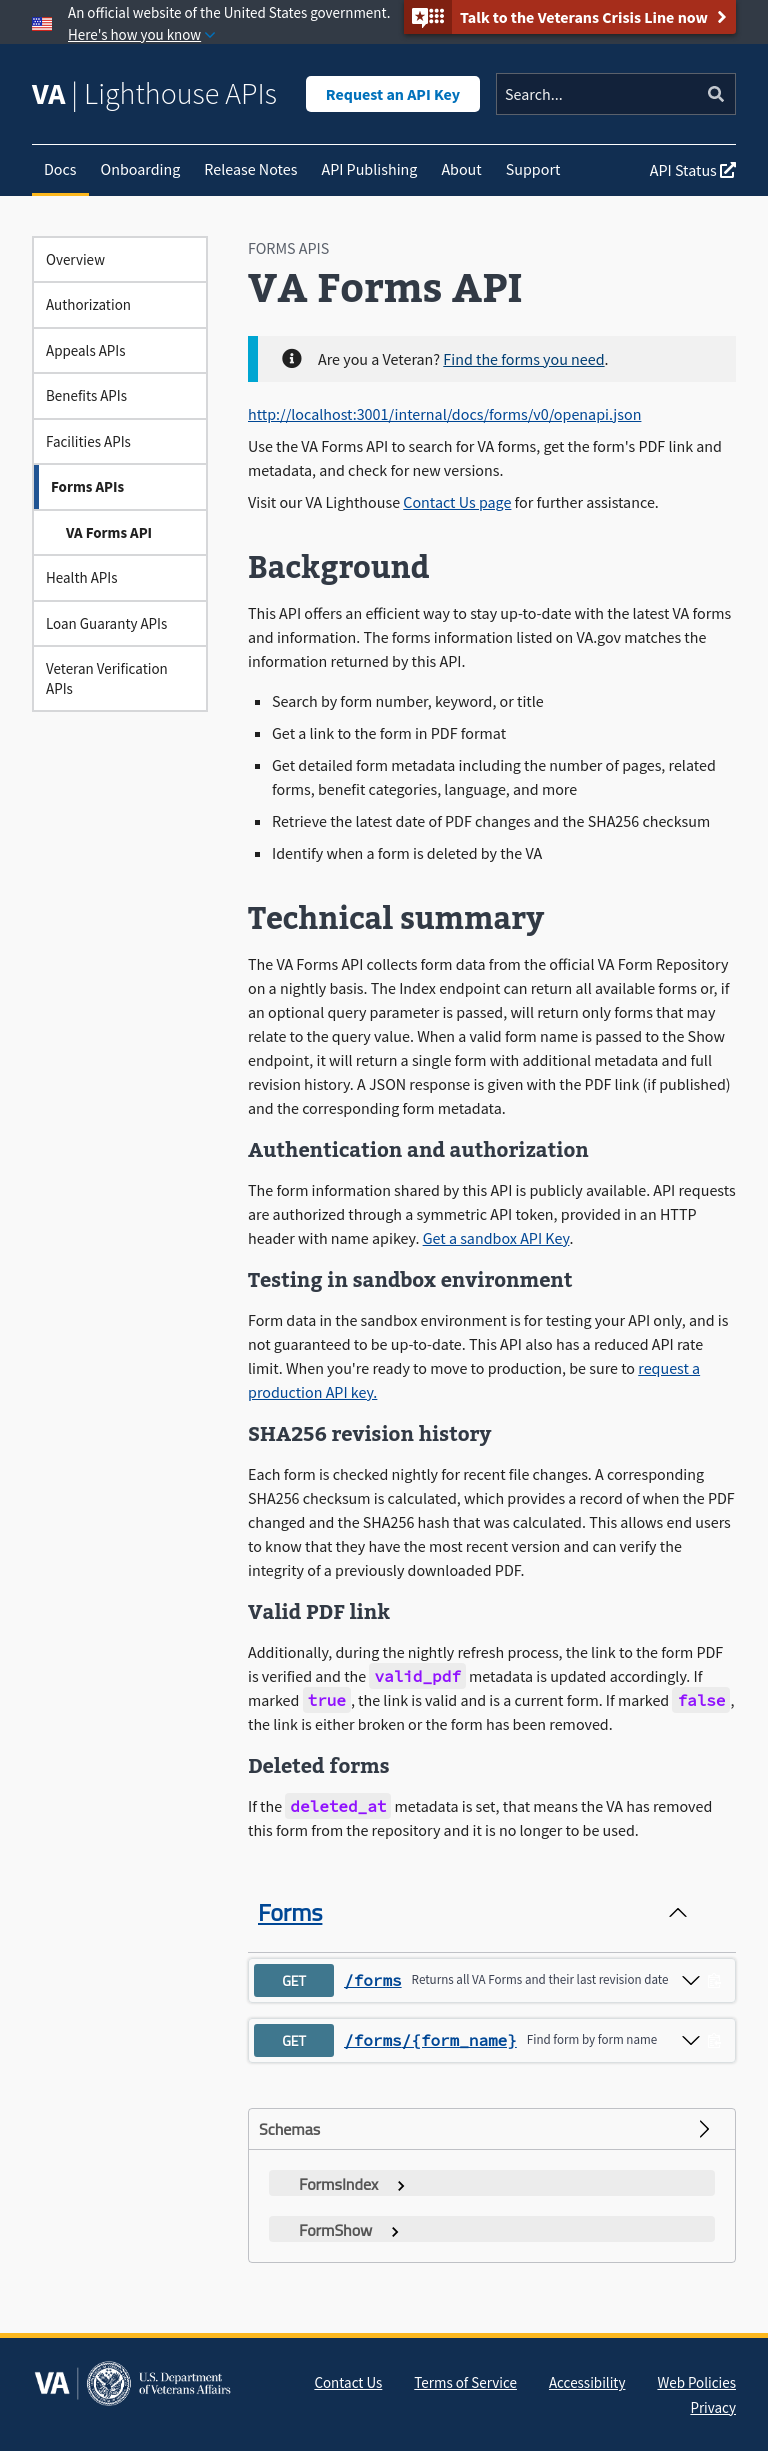 An official website of the United States government.
Here's how you know
Talk to the Veterans Crisis Line now
VA | Lighthouse APIs
Request an API Key
Search...
Docs
Onboarding
Release Notes
API Publishing
About
Support
API Status
Overview
Authorization
Appeals APIs
Benefits APIs
Facilities APIs
Forms APIs
VA Forms API
Health APIs
Loan Guaranty APIs
Veteran Verification
APIs
FORMS APIS
VA Forms API
Are you a Veteran? Find the forms you need.
http://localhost:3001/internal/docs/forms/v0/openapi.json
Use the VA Forms API to search for VA forms, get the form's PDF link and
metadata, and check for new versions.
Visit our VA Lighthouse Contact Us page for further assistance.
Background
This API offers an efficient way to stay up-to-date with the latest VA forms
and information. The forms information listed on VA.gov matches the
information returned by this API.
Search by form number, keyword, or title
Get a link to the form in PDF format
Get detailed form metadata including the number of pages, related
forms, benefit categories, language, and more
Retrieve the latest date of PDF changes and the SHA256 checksum
Identify when a form is deleted by the VA
Technical summary
The VA Forms API collects form data from the official VA Form Repository
on a nightly basis. The Index endpoint can return all available forms or, if
an optional query parameter is passed, will return only forms that may
relate to the query value. When a valid form name is passed to the Show
endpoint, it will return a single form with additional metadata and full
revision history. A JSON response is given with the PDF link (if published)
and the corresponding form metadata.
Authentication and authorization
The form information shared by this API is publicly available. API requests
are authorized through a symmetric API token, provided in an HTTP
header with name apikey. Get a sandbox API Key.
Testing in sandbox environment
Form data in the sandbox environment is for testing your API only, and is
not guaranteed to be up-to-date. This API also has a reduced API rate
limit. When you're ready to move to production, be sure to request a
production API key.
SHA256 revision history
Each form is checked nightly for recent file changes. A corresponding
SHA256 checksum is calculated, which provides a record of when the PDF
changed and the SHA256 hash that was calculated. This allows end users
to know that they have the most recent version and can verify the
integrity of a previously downloaded PDF.
Valid PDF link
Additionally, during the nightly refresh process, the link to the form PDF
is verified and the valid_pdf metadata is updated accordingly. If
marked true, the link is valid and is a current form. If marked false,
the link is either broken or the form has been removed.
Deleted forms
If the deleted_at metadata is set, that means the VA has removed
this form from the repository and it is no longer to be used.
Forms
GET /forms Returns all VA Forms and their last revision date
GET /forms/{form_name} Find form by form name
Schemas
FormsIndex
FormShow
VA
U.S. Department
of Veterans Affairs
Contact Us
Terms of Service
Accessibility
Web Policies
Privacy